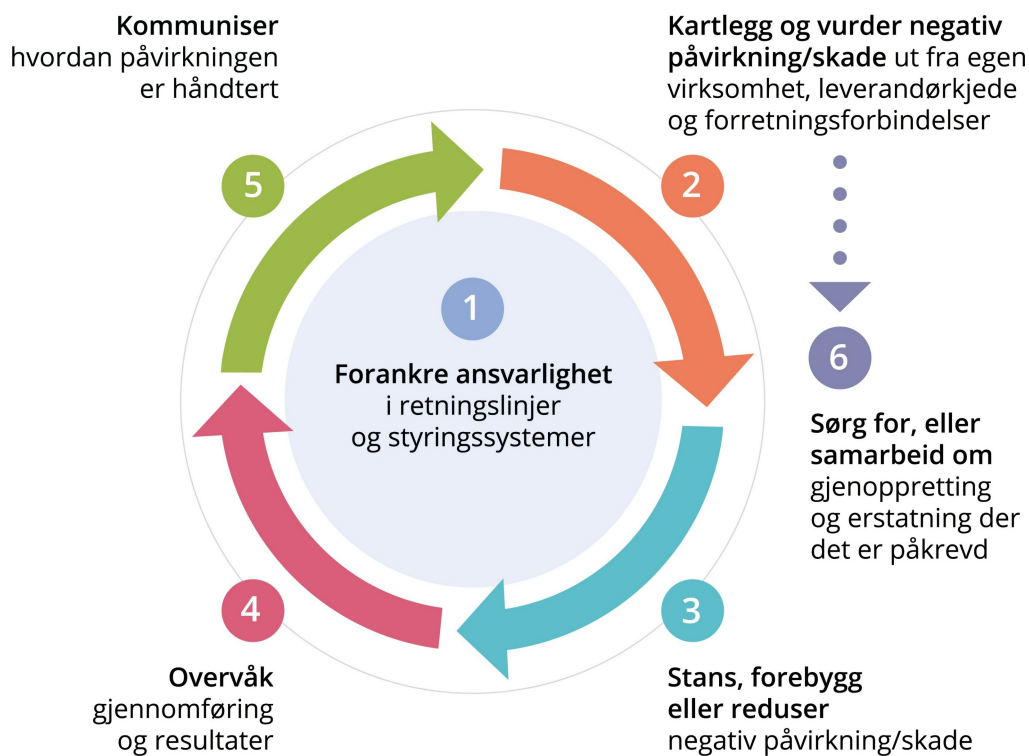 1
Forankre ansvarlighet
i retningslinjer
og styringssystemer
2
Kartlegg og vurder negativ
påvirkning/skade ut fra egen
virksomhet, leverandørkjede
og forretningsforbindelser
3
Stans, forebygg
eller reduser
negativ påvirkning/skade
4
Overvåk
gjennomføring
og resultater
5
Kommuniser
hvordan påvirkningen
er håndtert
6
Sørg for, eller
samarbeid om
gjenoppretting
og erstatning der
det er påkrevd